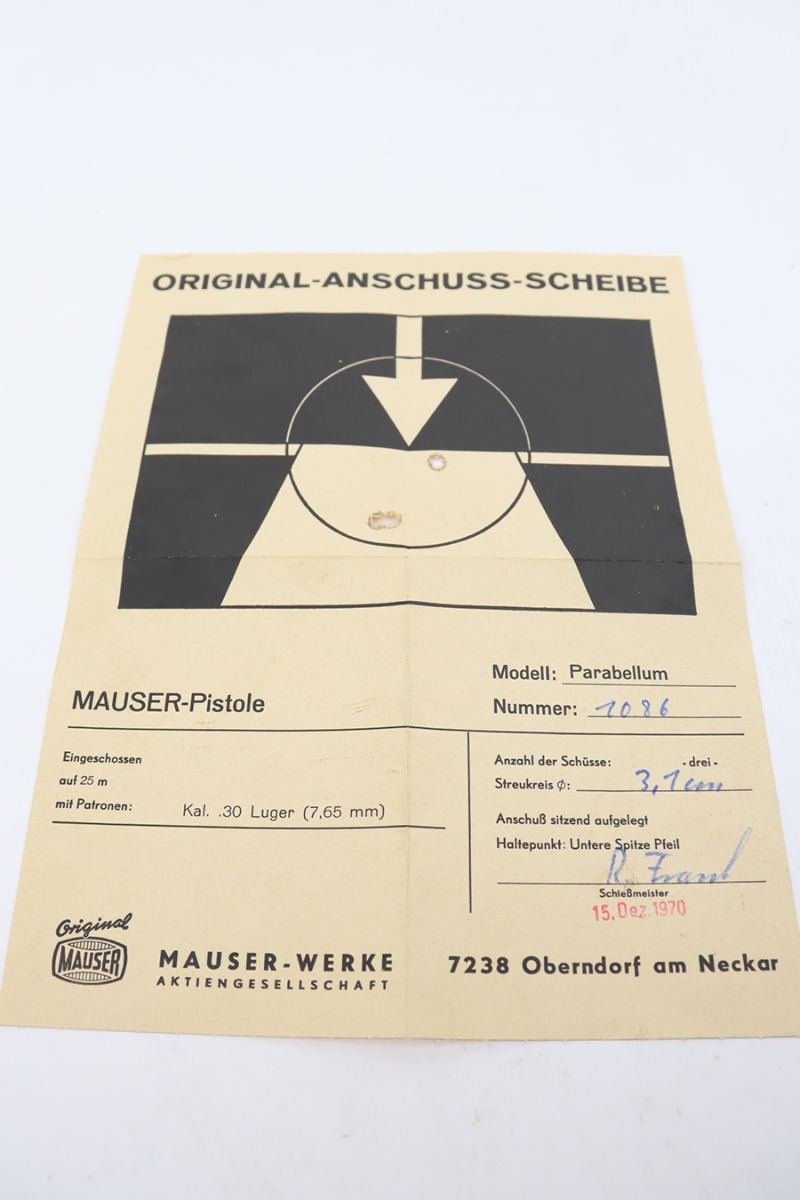 ORIGINAL-ANSCHUSS-SCHEIBE
MAUSER-Pistole
Modell: Parabellum
Nummer: 1086
Eingeschossen
auf 25 m
mit Patronen: Kal. .30 Luger (7,65 mm)
Anzahl der Schüsse: - drei -
Streukreis ϕ: 3,1 cm
Anschuß sitzend aufgelegt
Haltepunkt: Untere Spitze Pfeil
Schießmeister
15. Dez. 1970
Original
MAUSER
MAUSER-WERKE
AKTIENGESELLSCHAFT
7238 Oberndorf am Neckar